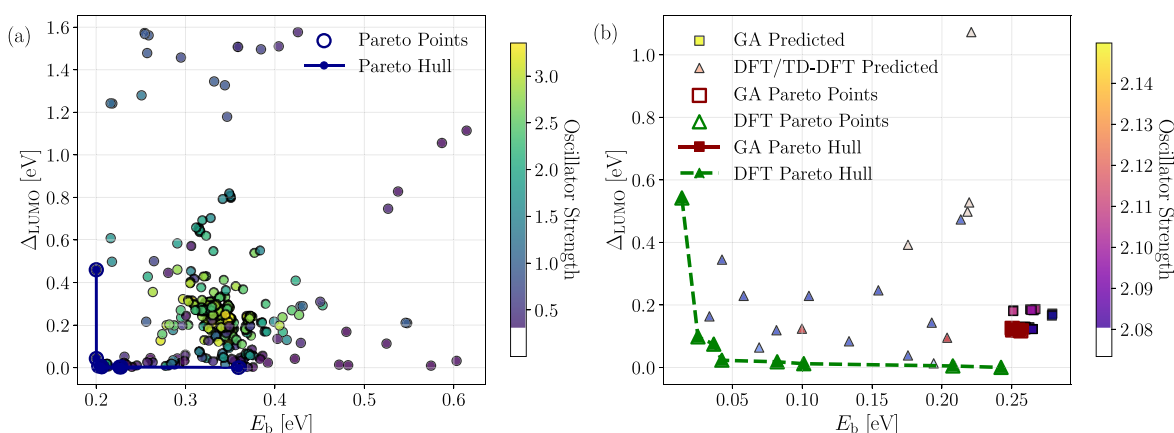 (a)
Pareto Points
Pareto Hull
1.6
1.4
1.2
1.0
0.8
0.6
0.4
0.2
0.0
Δ_LUMO [eV]
0.2 0.3 0.4 0.5 0.6
E_b [eV]
3.0
2.5
2.0
1.5
1.0
0.5
Oscillator Strength
(b)
GA Predicted
DFT/TD-DFT Predicted
GA Pareto Points
DFT Pareto Points
GA Pareto Hull
DFT Pareto Hull
1.0
0.8
0.6
0.4
0.2
0.0
Δ_LUMO [eV]
0.05 0.10 0.15 0.20 0.25
E_b [eV]
2.14
2.13
2.12
2.11
2.10
2.09
2.08
Oscillator Strength